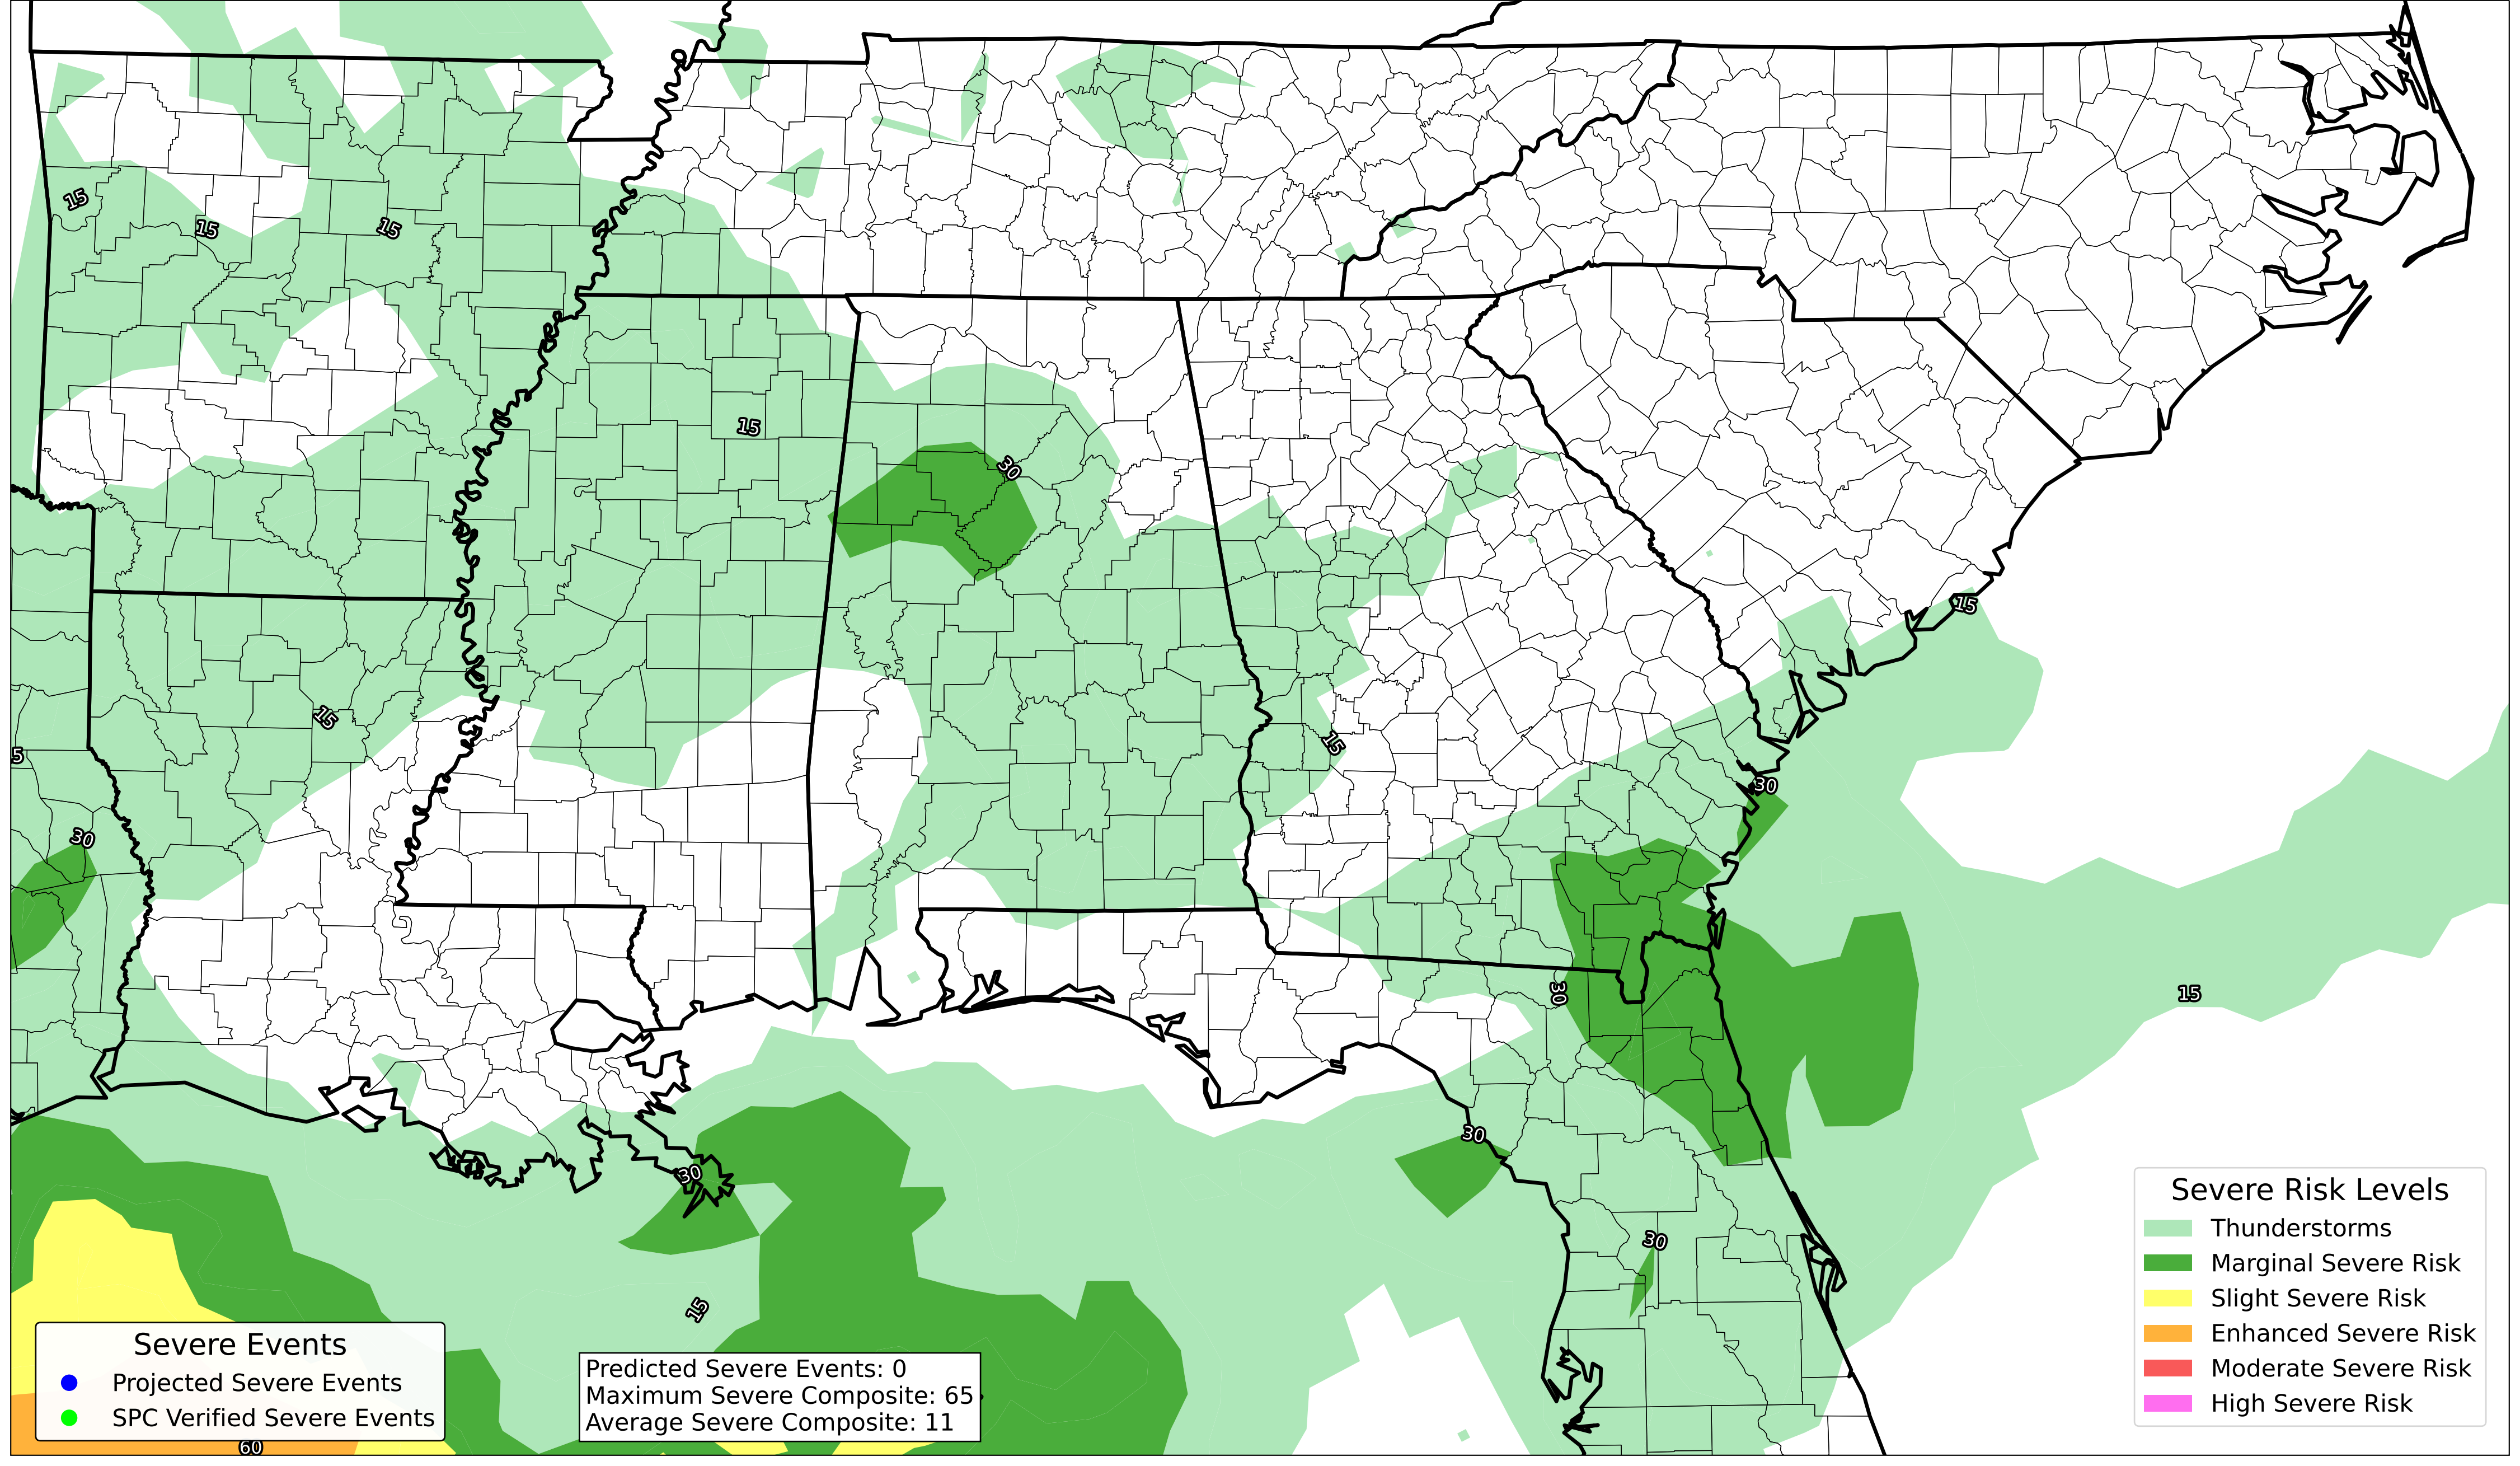 15
15
15
15
30
15
15
15
5
30
30
30
15
30
30
30
15
60
Severe Events
Projected Severe Events
SPC Verified Severe Events
Predicted Severe Events: 0
Maximum Severe Composite: 65
Average Severe Composite: 11
15
Severe Risk Levels
Thunderstorms
Marginal Severe Risk
Slight Severe Risk
Enhanced Severe Risk
Moderate Severe Risk
High Severe Risk